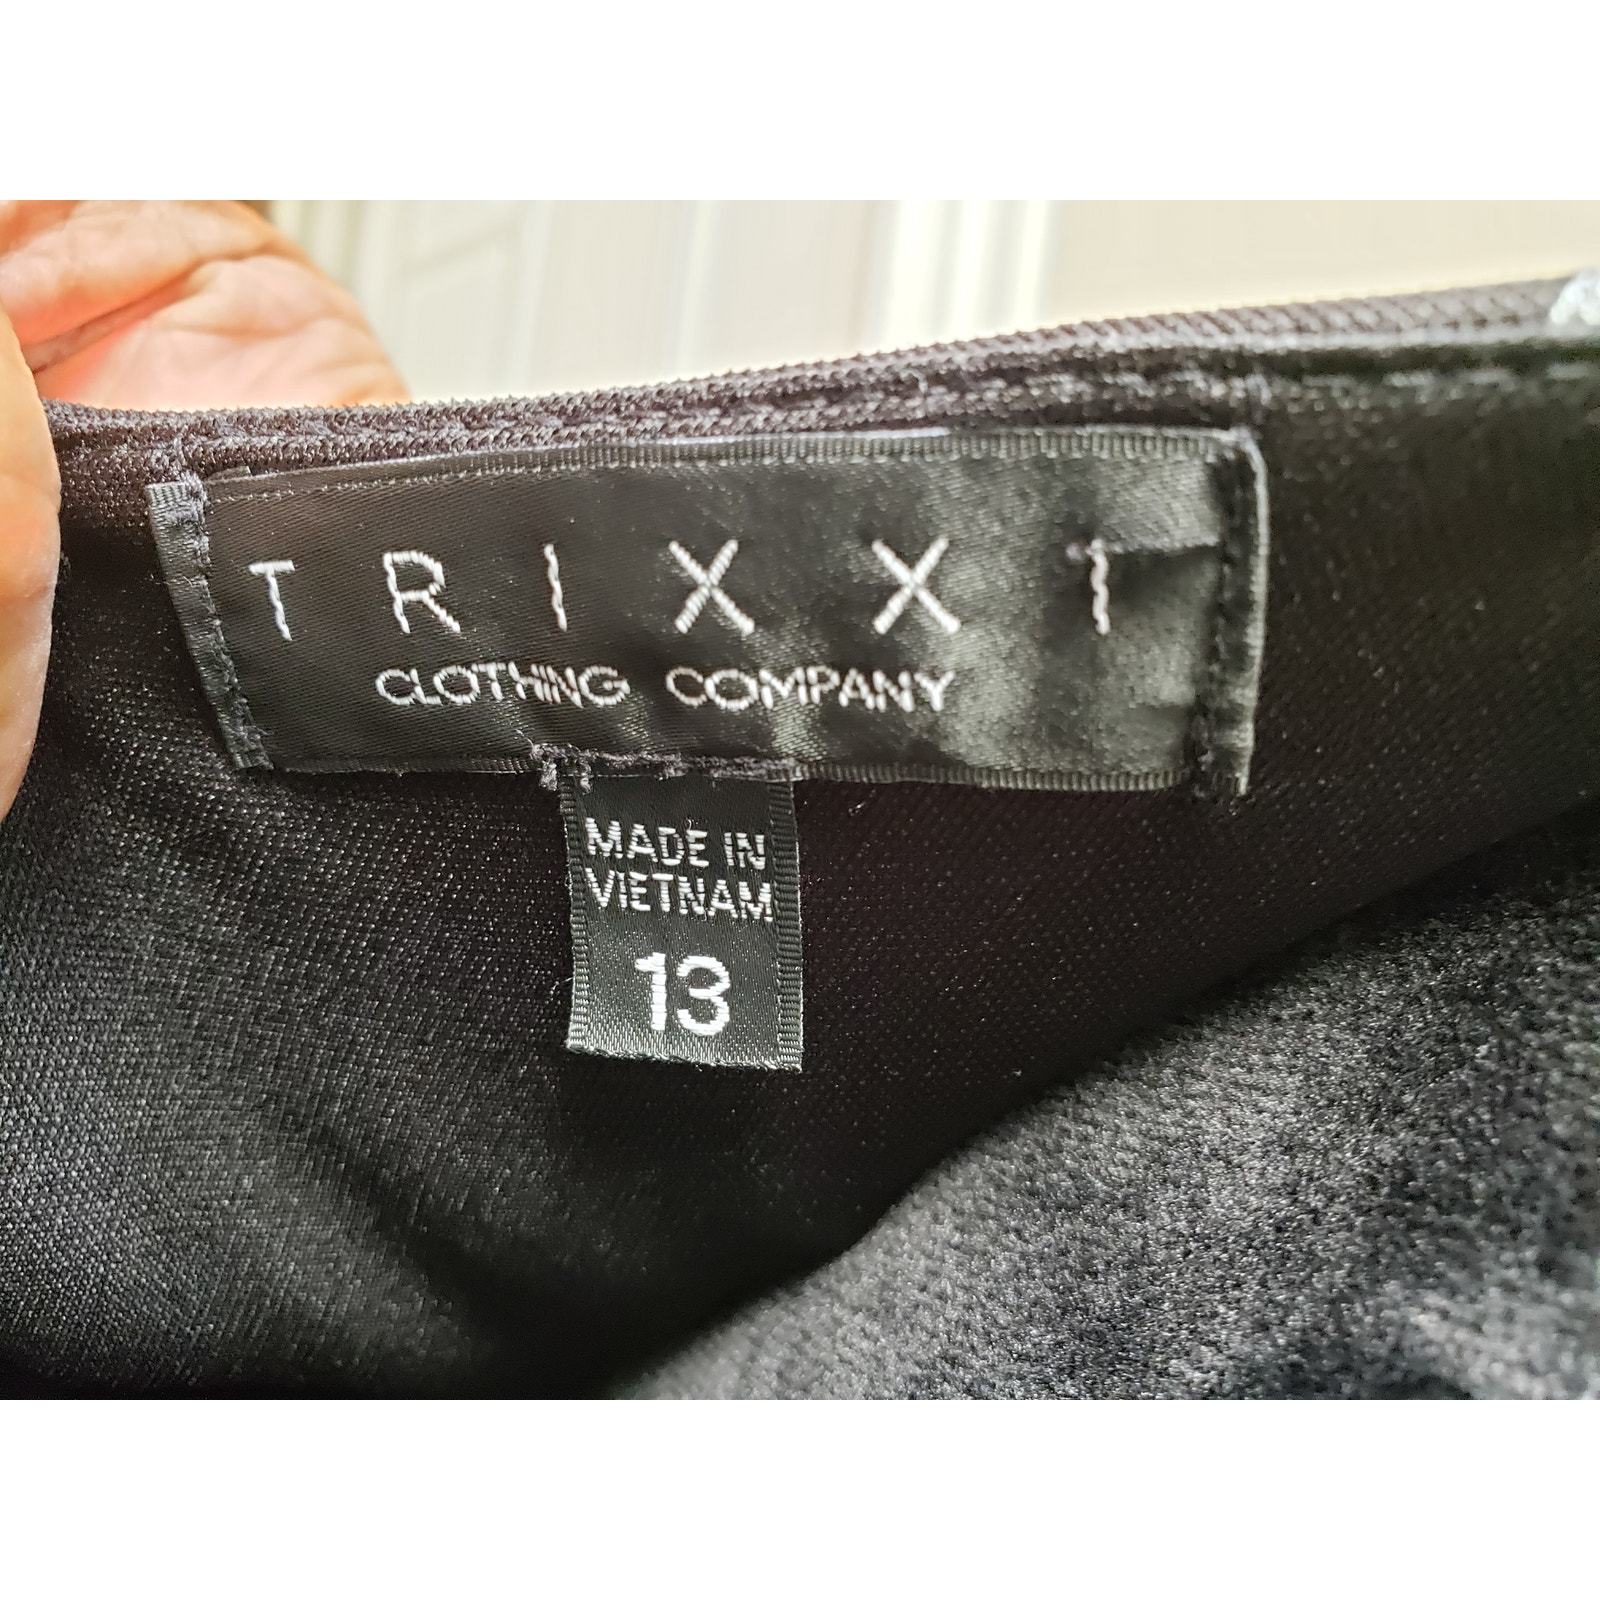 TRIXXI
CLOTHING COMPANY
MADE IN
VIETNAM
13